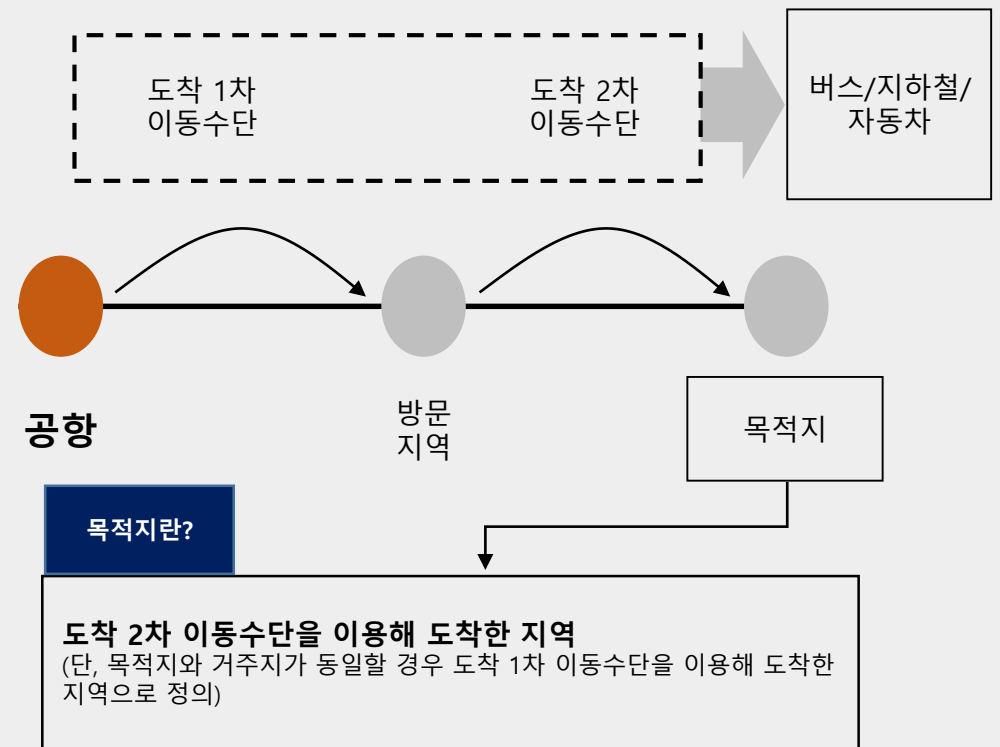 도착 1차
이동수단
도착 2차
이동수단
버스/지하철/
자동차
공항
방문
지역
목적지
목적지란?
도착 2차 이동수단을 이용해 도착한 지역
(단, 목적지와 거주지가 동일할 경우 도착 1차 이동수단을 이용해 도착한
지역으로 정의)